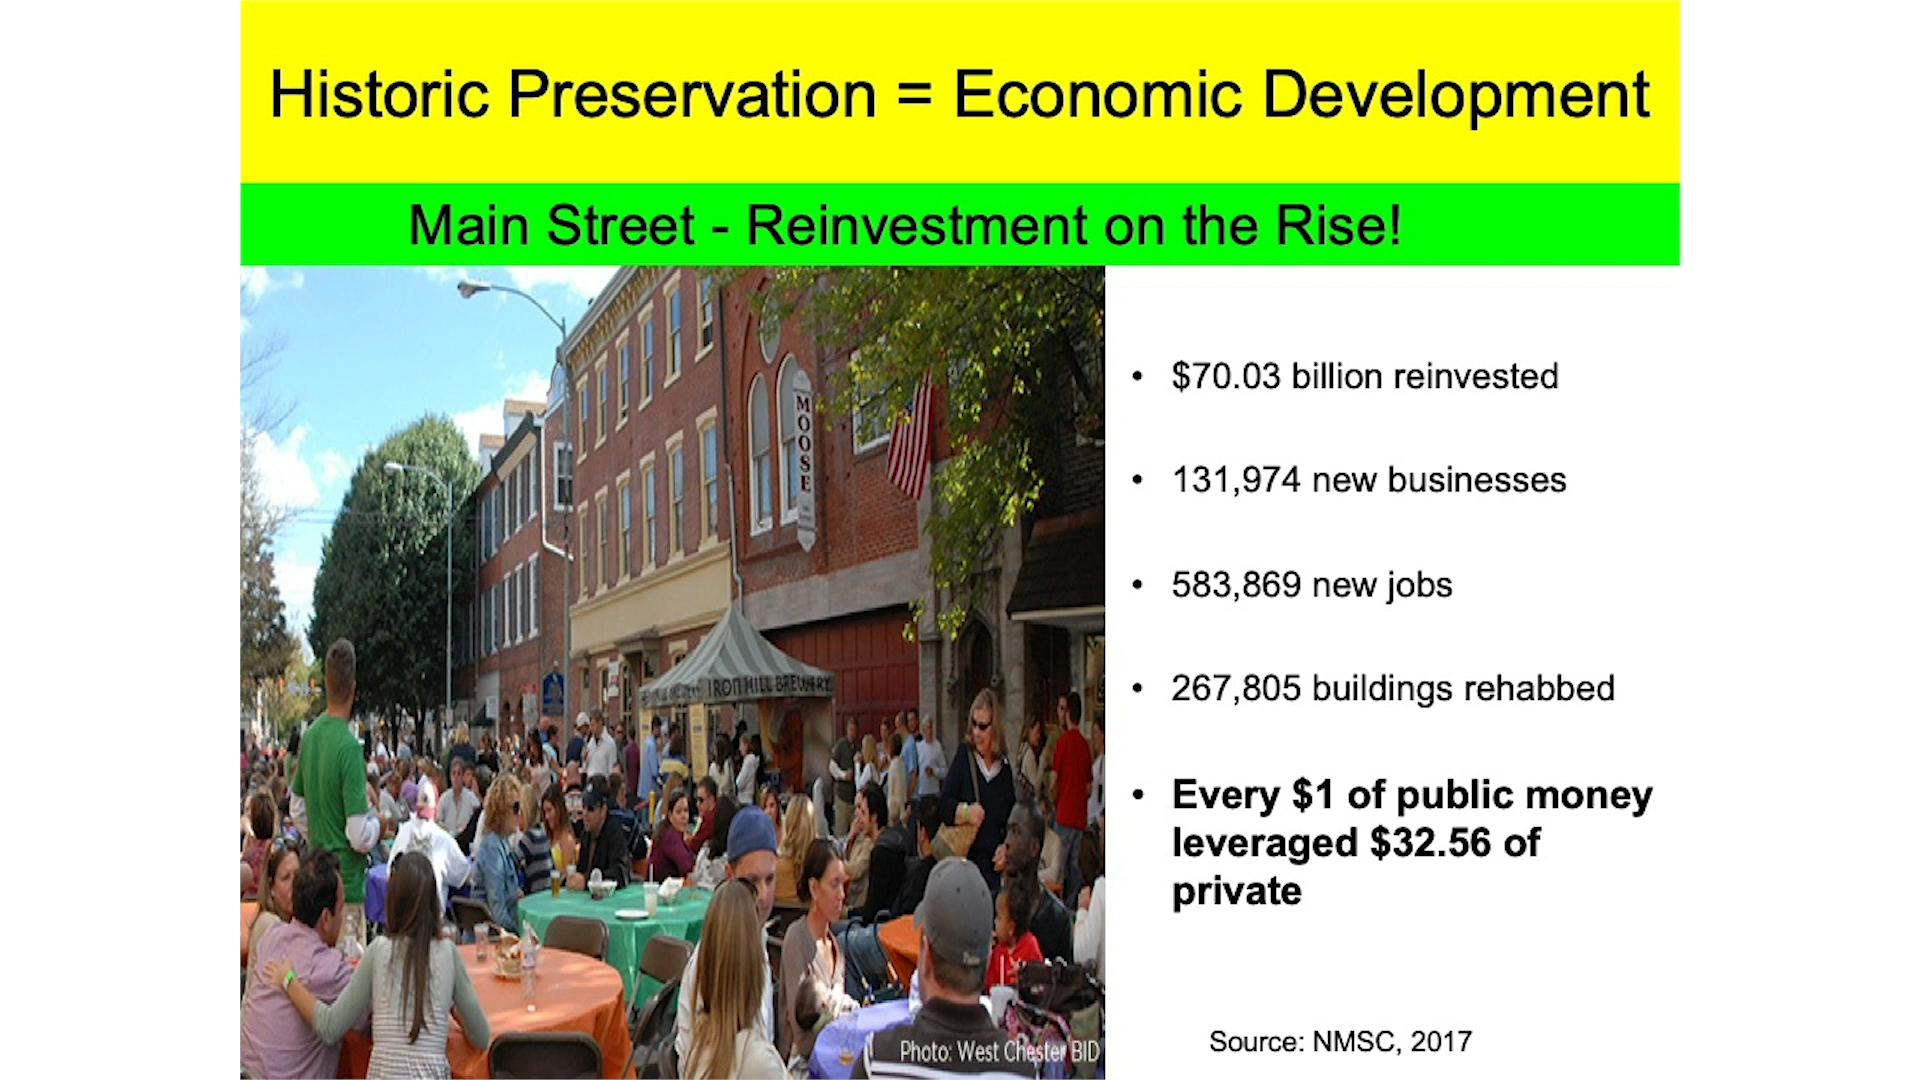 Historic Preservation = Economic Development
Main Street - Reinvestment on the Rise!
MOOSE
IRON HILL BREWERY
• $70.03 billion reinvested
• 131,974 new businesses
• 583,869 new jobs
• 267,805 buildings rehabbed
• Every $1 of public money
leveraged $32.56 of
private
Photo: West Chester BID
Source: NMSC, 2017